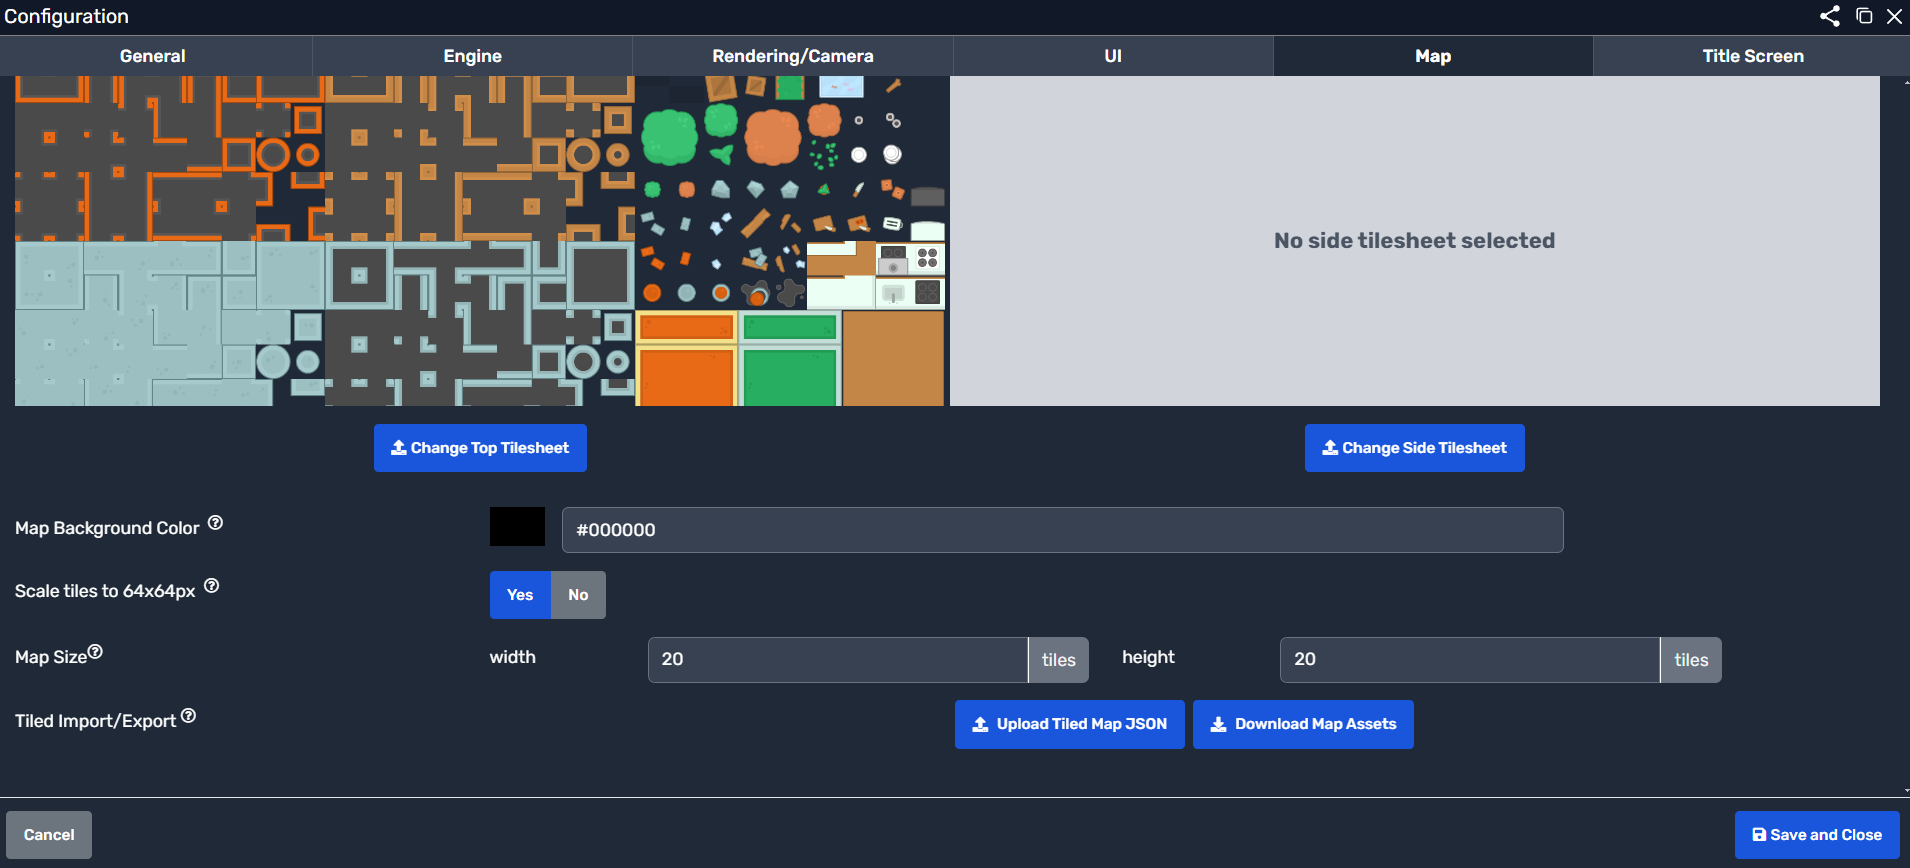 Configuration
General
Engine
Rendering/Camera
UI
Map
Title Screen
No side tilesheet selected
Change Top Tilesheet
Change Side Tilesheet
Map Background Color
#000000
Scale tiles to 64x64px
Yes
No
Map Size
width
20
tiles
height
20
tiles
Tiled Import/Export
Upload Tiled Map JSON
Download Map Assets
Cancel
Save and Close